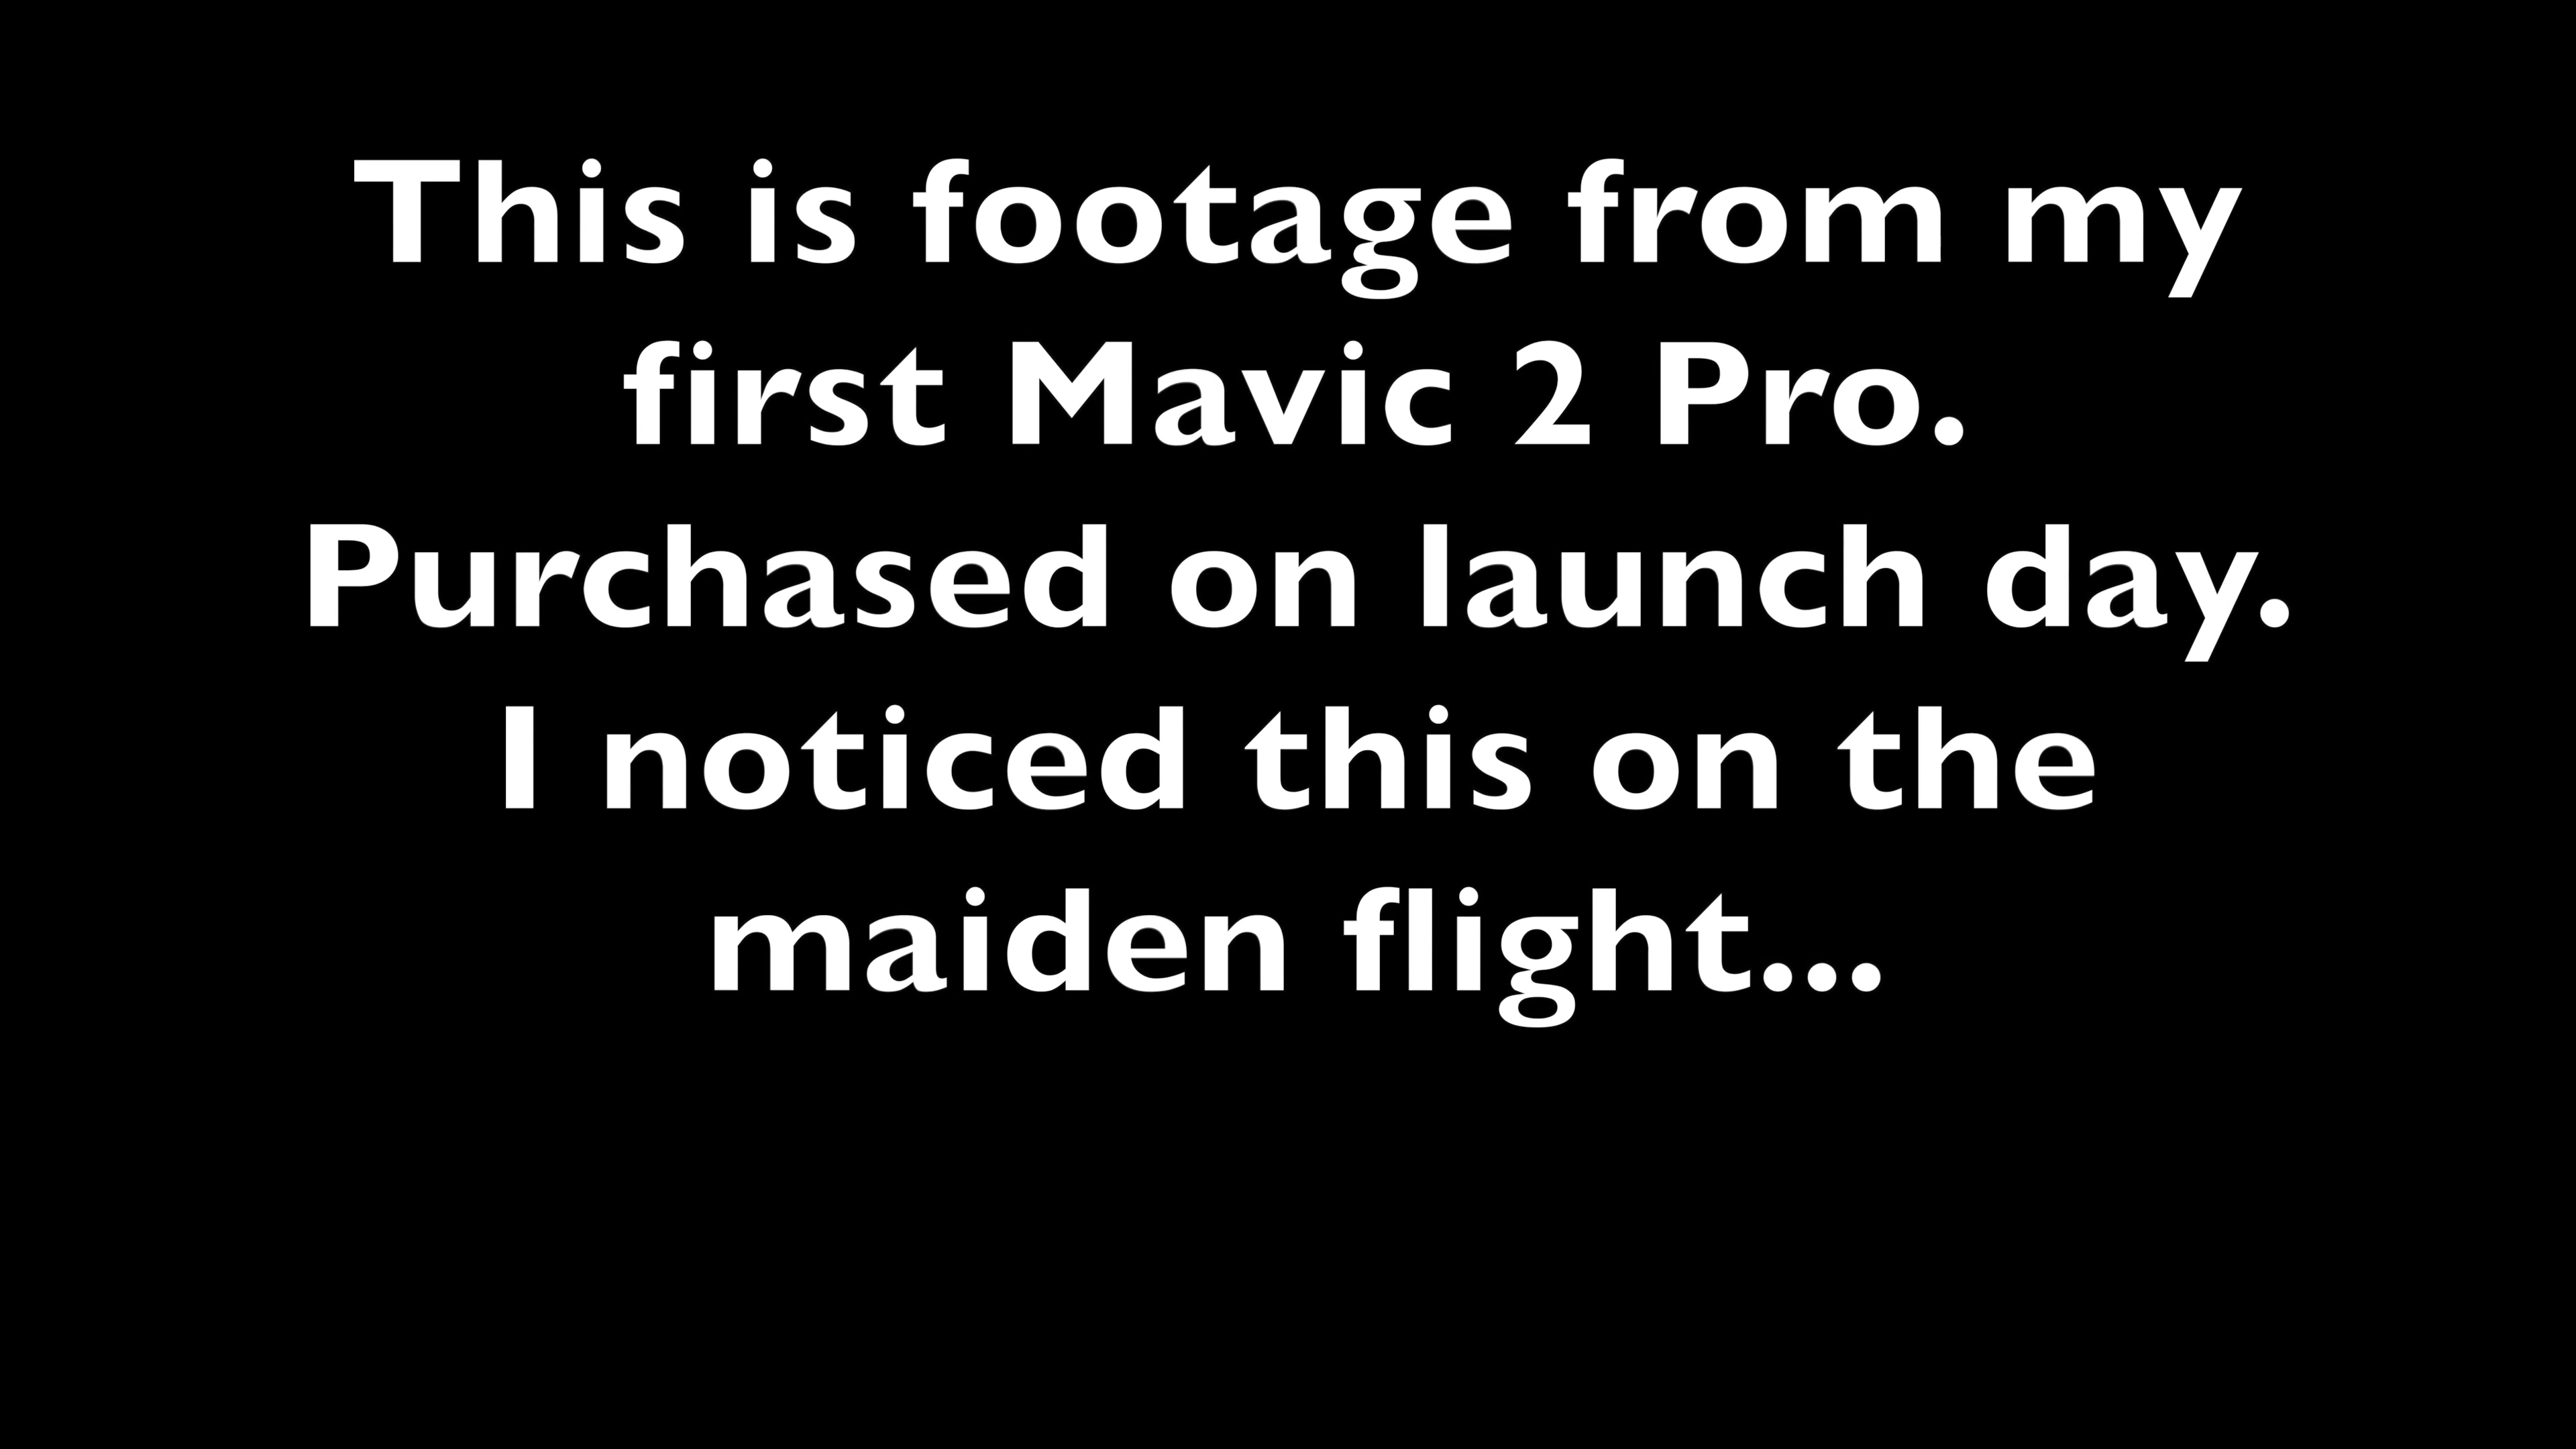 This is footage from my
first Mavic 2 Pro.
Purchased on launch day.
I noticed this on the
maiden flight...